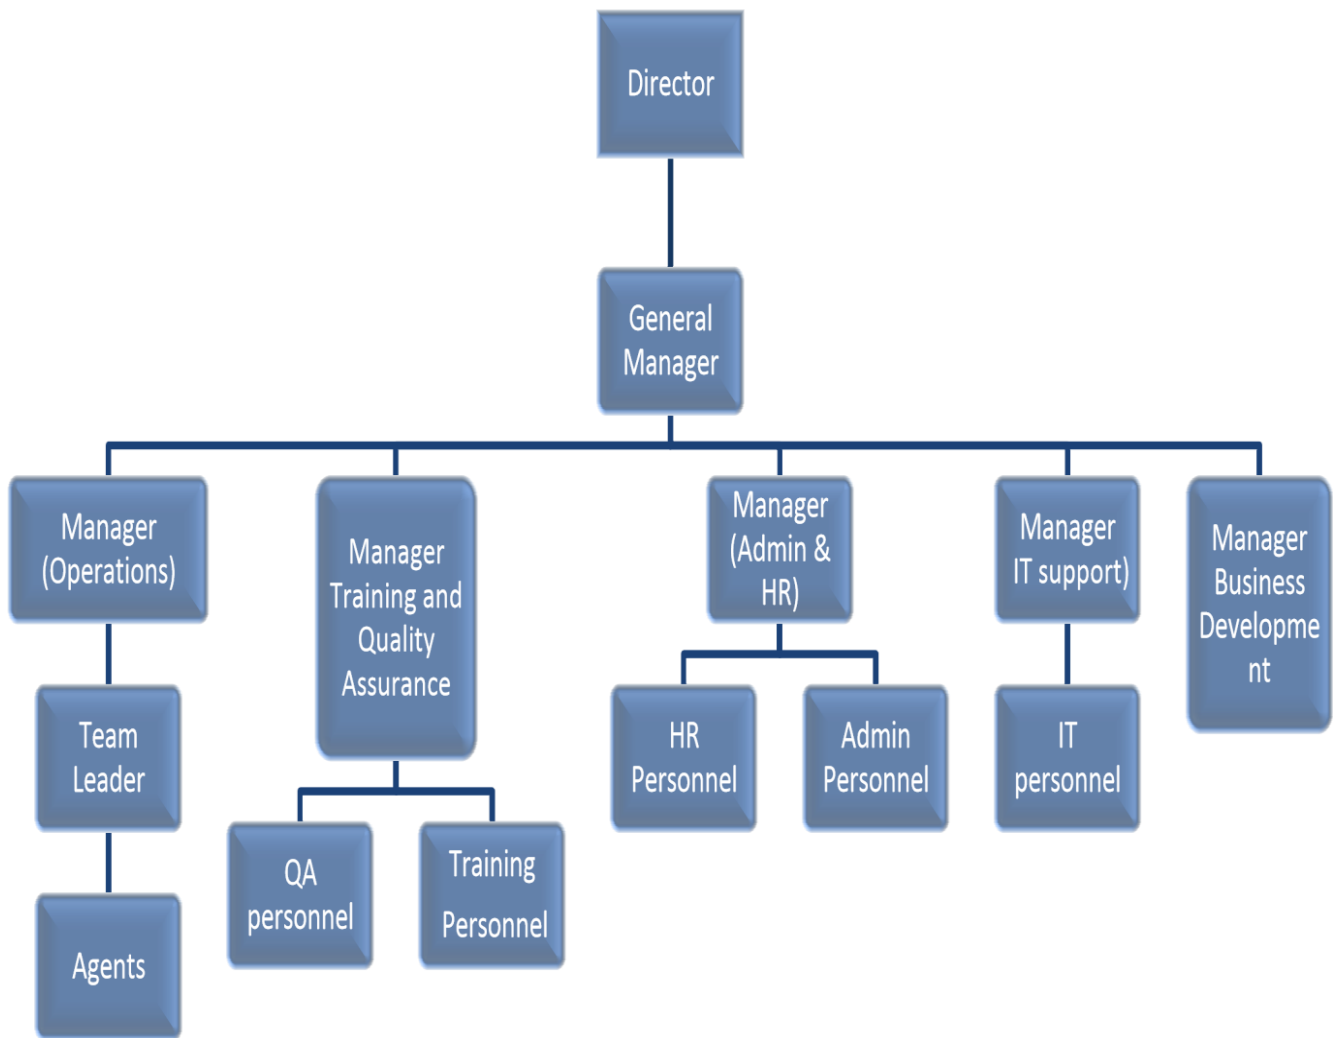 Director
General
Manager
Manager
(Operations)
Manager
Training and
Quality
Assurance
Manager
(Admin &
HR)
Manager
IT support)
Manager
Business
Developme
nt
Team
Leader
HR
Personnel
Admin
Personnel
IT
personnel
QA
personnel
Training
Personnel
Agents